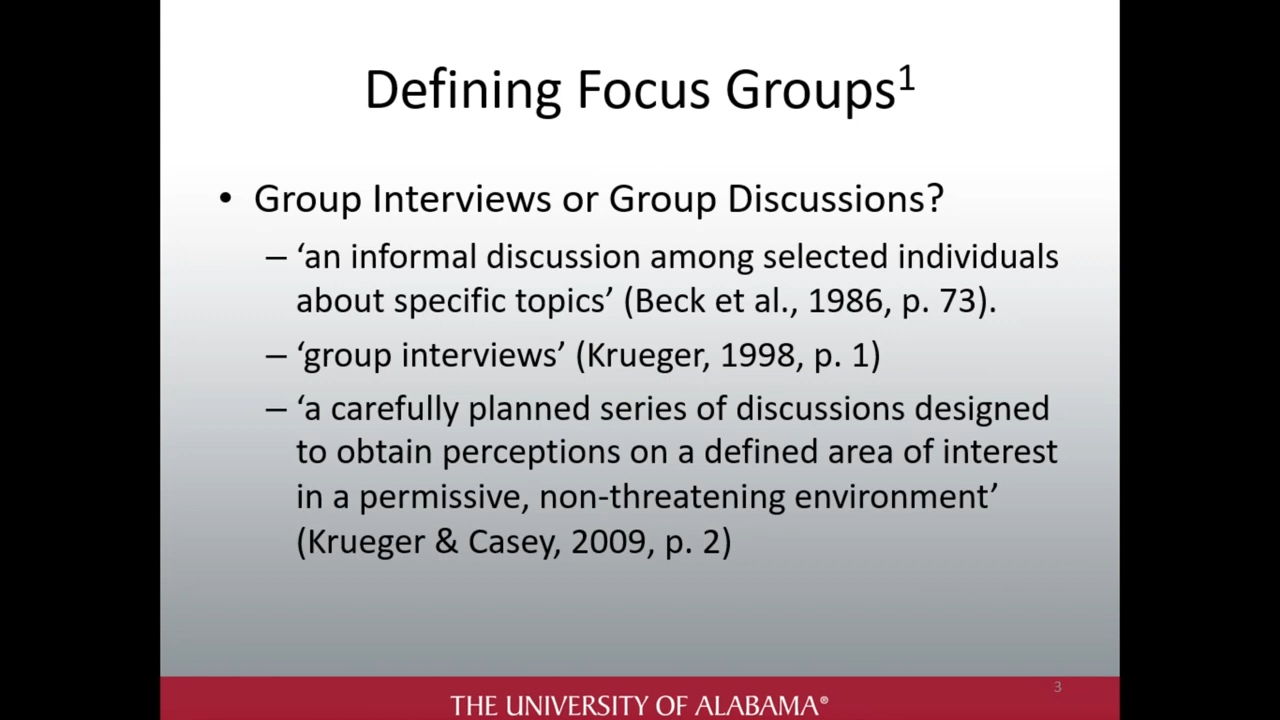 Defining Focus Groups¹
• Group Interviews or Group Discussions?
– ‘an informal discussion among selected individuals
about specific topics’ (Beck et al., 1986, p. 73).
– ‘group interviews’ (Krueger, 1998, p. 1)
– ‘a carefully planned series of discussions designed
to obtain perceptions on a defined area of interest
in a permissive, non-threatening environment’
(Krueger & Casey, 2009, p. 2)
3
THE UNIVERSITY OF ALABAMA®